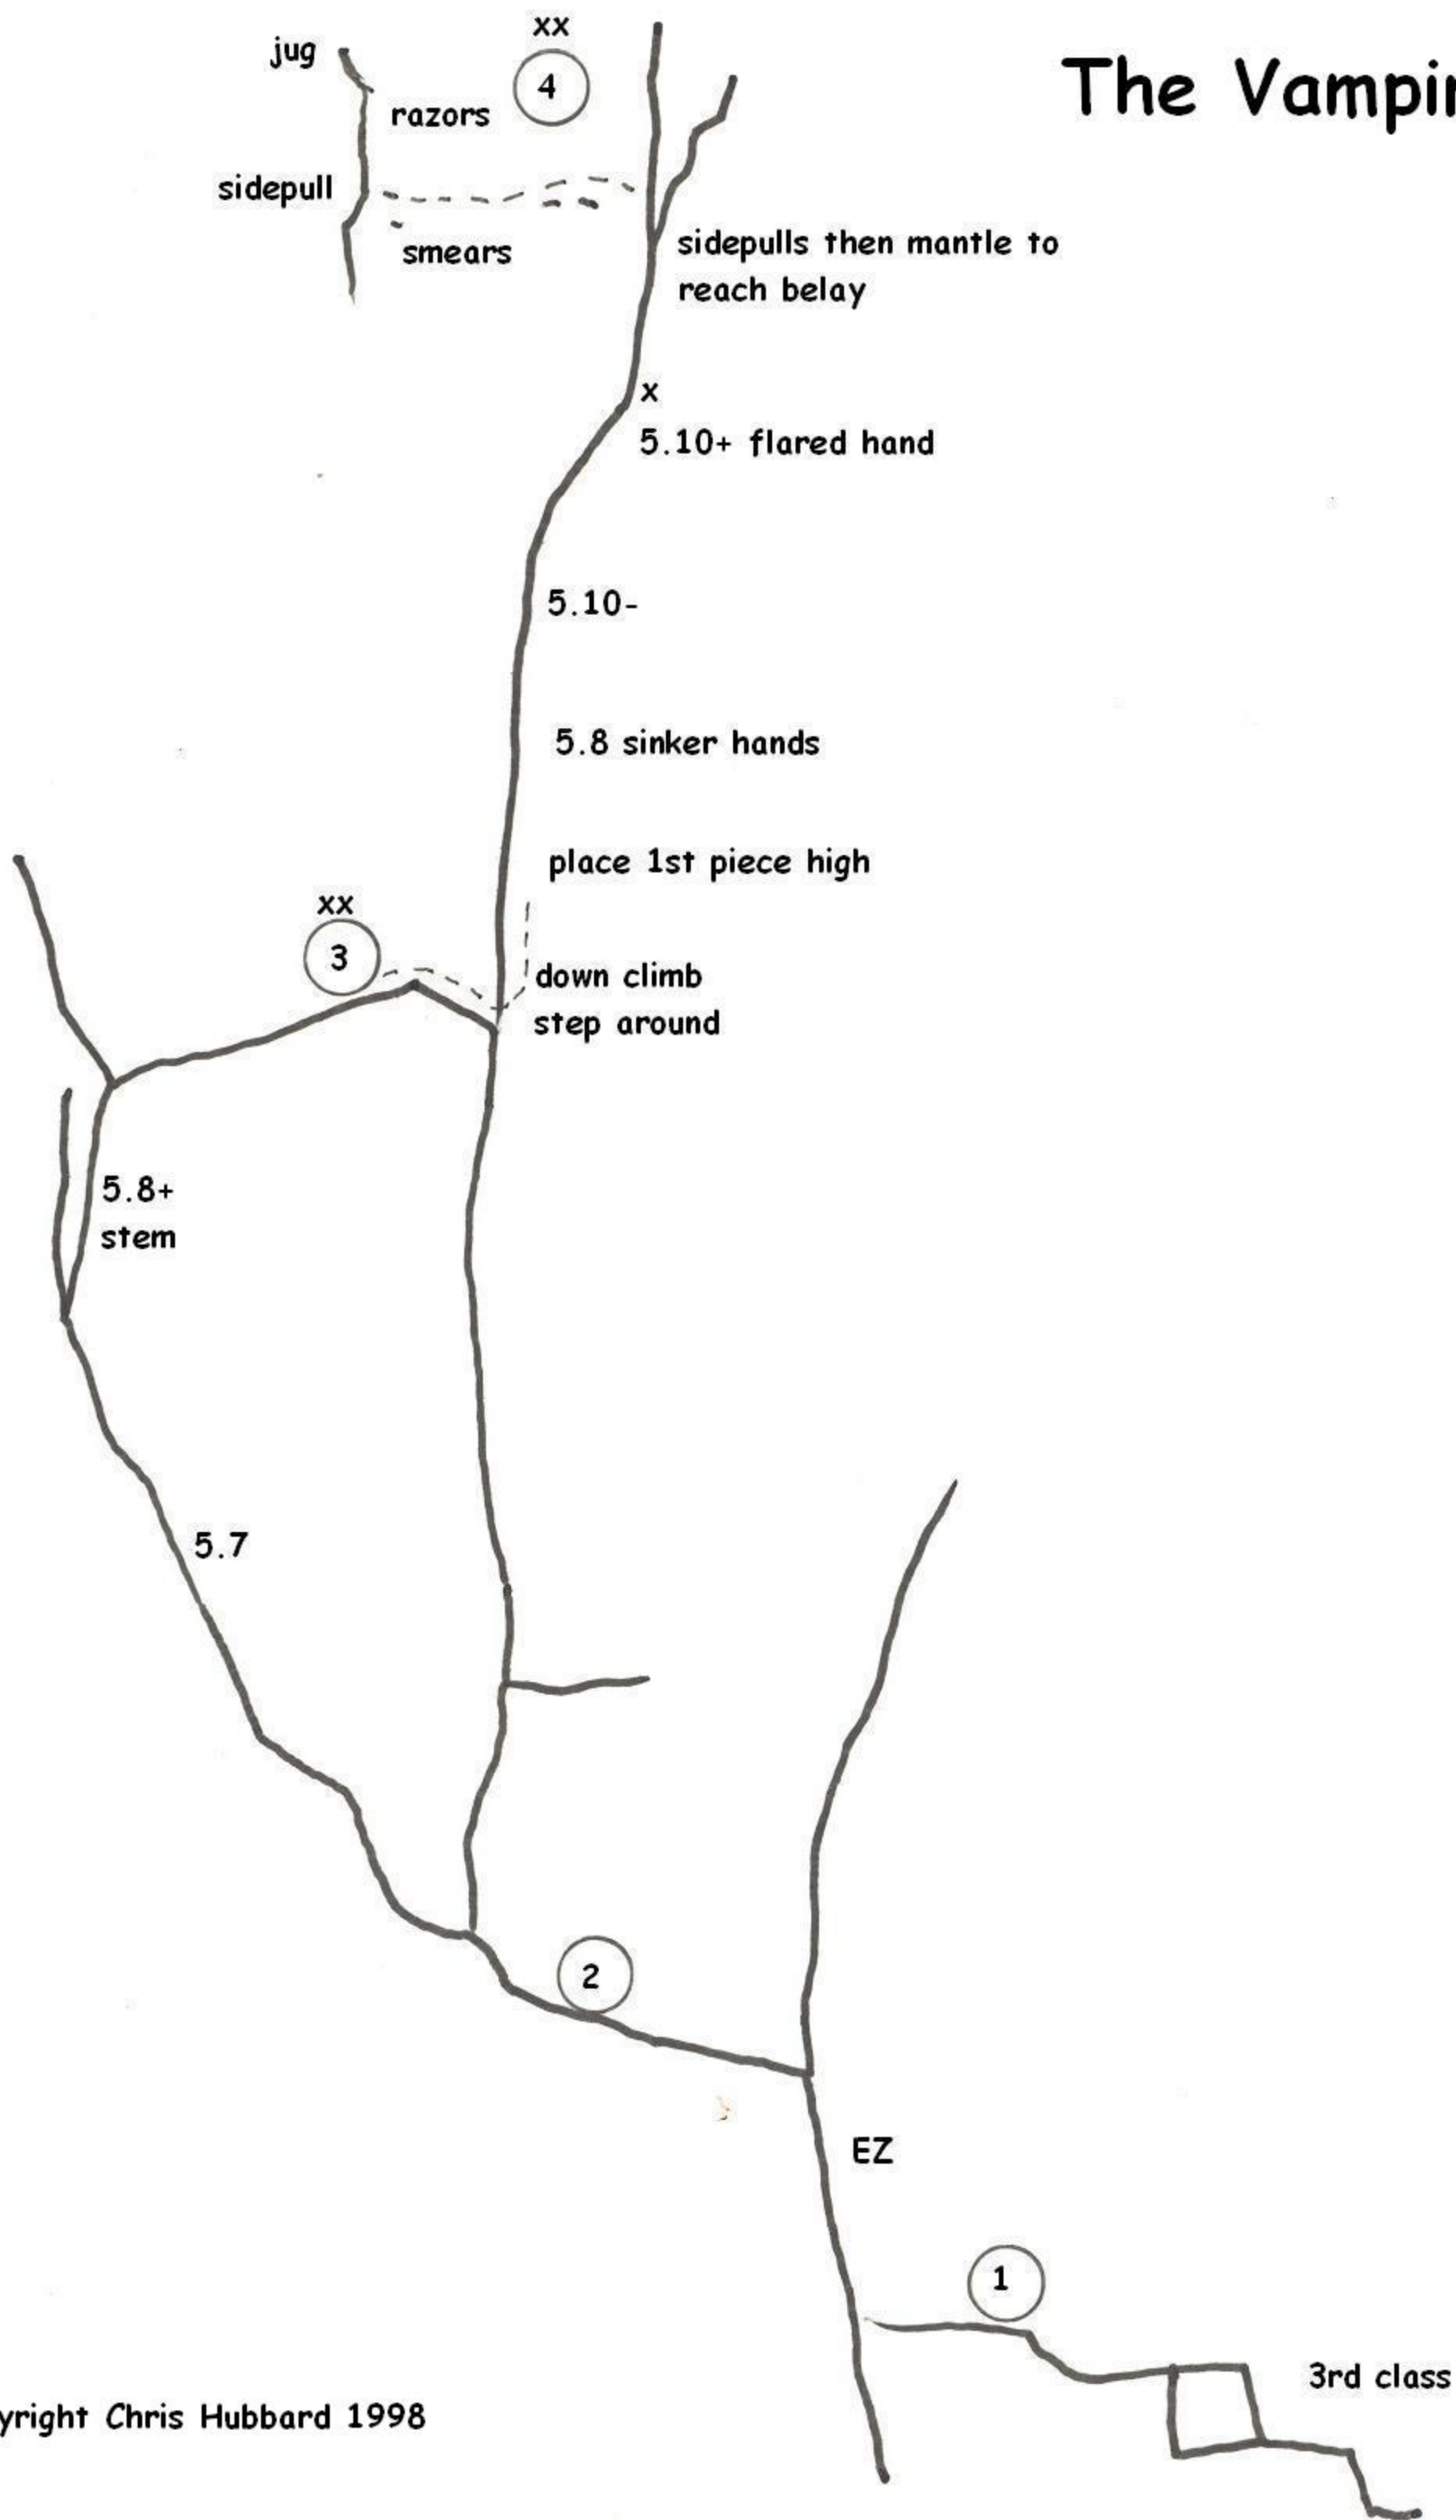 The Vampir
xx
4
jug
razors
sidepull
smears
sidepulls then mantle to
reach belay
x
5.10+ flared hand
5.10-
5.8 sinker hands
place 1st piece high
xx
3
down climb
step around
5.8+
stem
5.7
2
EZ
1
3rd class
yright Chris Hubbard 1998